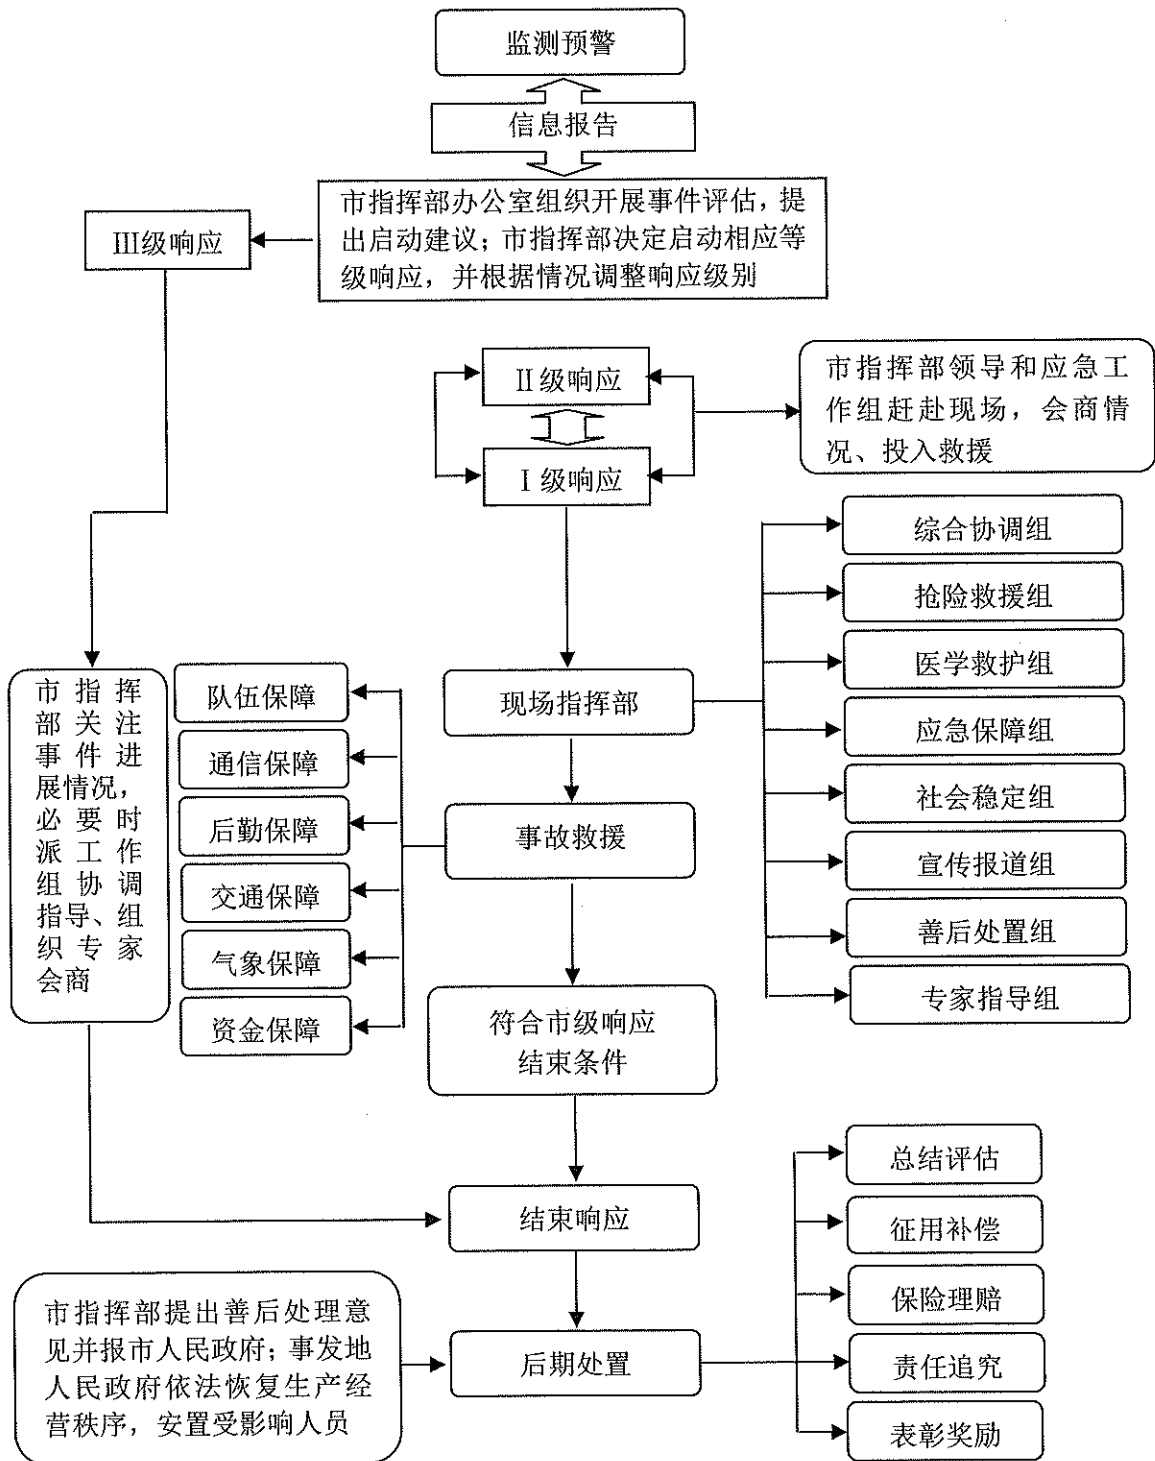 监测预警
信息报告
市指挥部办公室组织开展事件评估，提
出启动建议；市指挥部决定启动相应等
级响应，并根据情况调整响应级别
III级响应
II级响应
I级响应
市指挥部领导和应急工
作组赶赴现场，会商情
况、投入救援
综合协调组
抢险救援组
医学救护组
应急保障组
社会稳定组
宣传报道组
善后处置组
专家指导组
现场指挥部
市指挥
部关注
事件进
展情况，
必要时
派工作
组协调
指导、组
织专家
会商
队伍保障
通信保障
后勤保障
交通保障
气象保障
资金保障
事故救援
符合市级响应
结束条件
结束响应
市指挥部提出善后处理意
见并报市人民政府；事发地
人民政府依法恢复生产经
营秩序，安置受影响人员
后期处置
总结评估
征用补偿
保险理赔
责任追究
表彰奖励